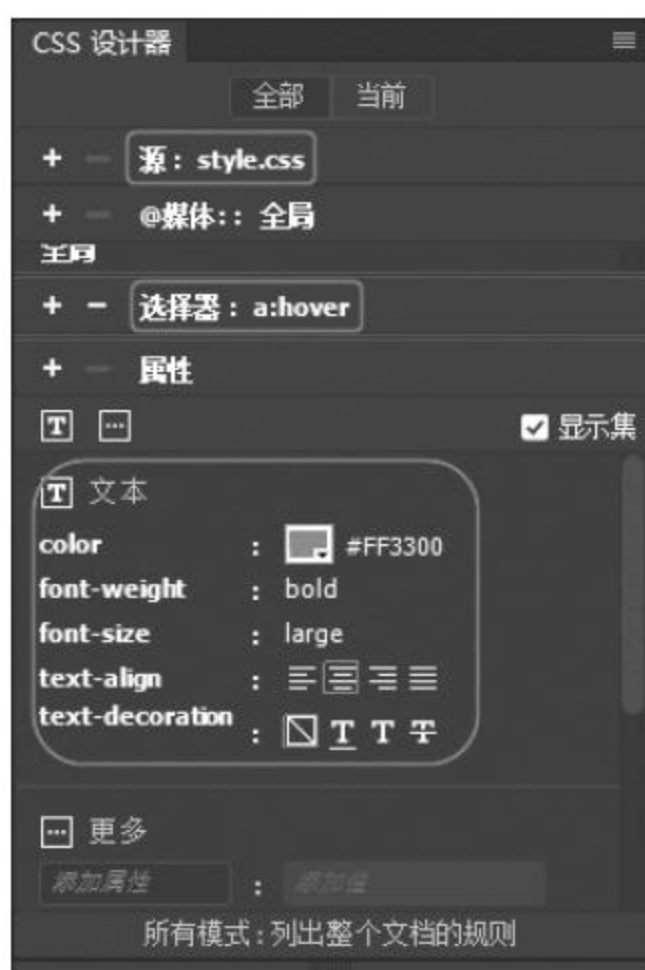 CSS 设计器
全部 当前
+ - 源: style.css
+ - @媒体:: 全局
全局
+ - 选择器: a:hover
+ - 属性
T ... 显示集
T 文本
color : #FF3300
font-weight : bold
font-size : large
text-align :
text-decoration : T T T
... 更多
添加属性 : 添加值
所有模式:列出整个文档的规则